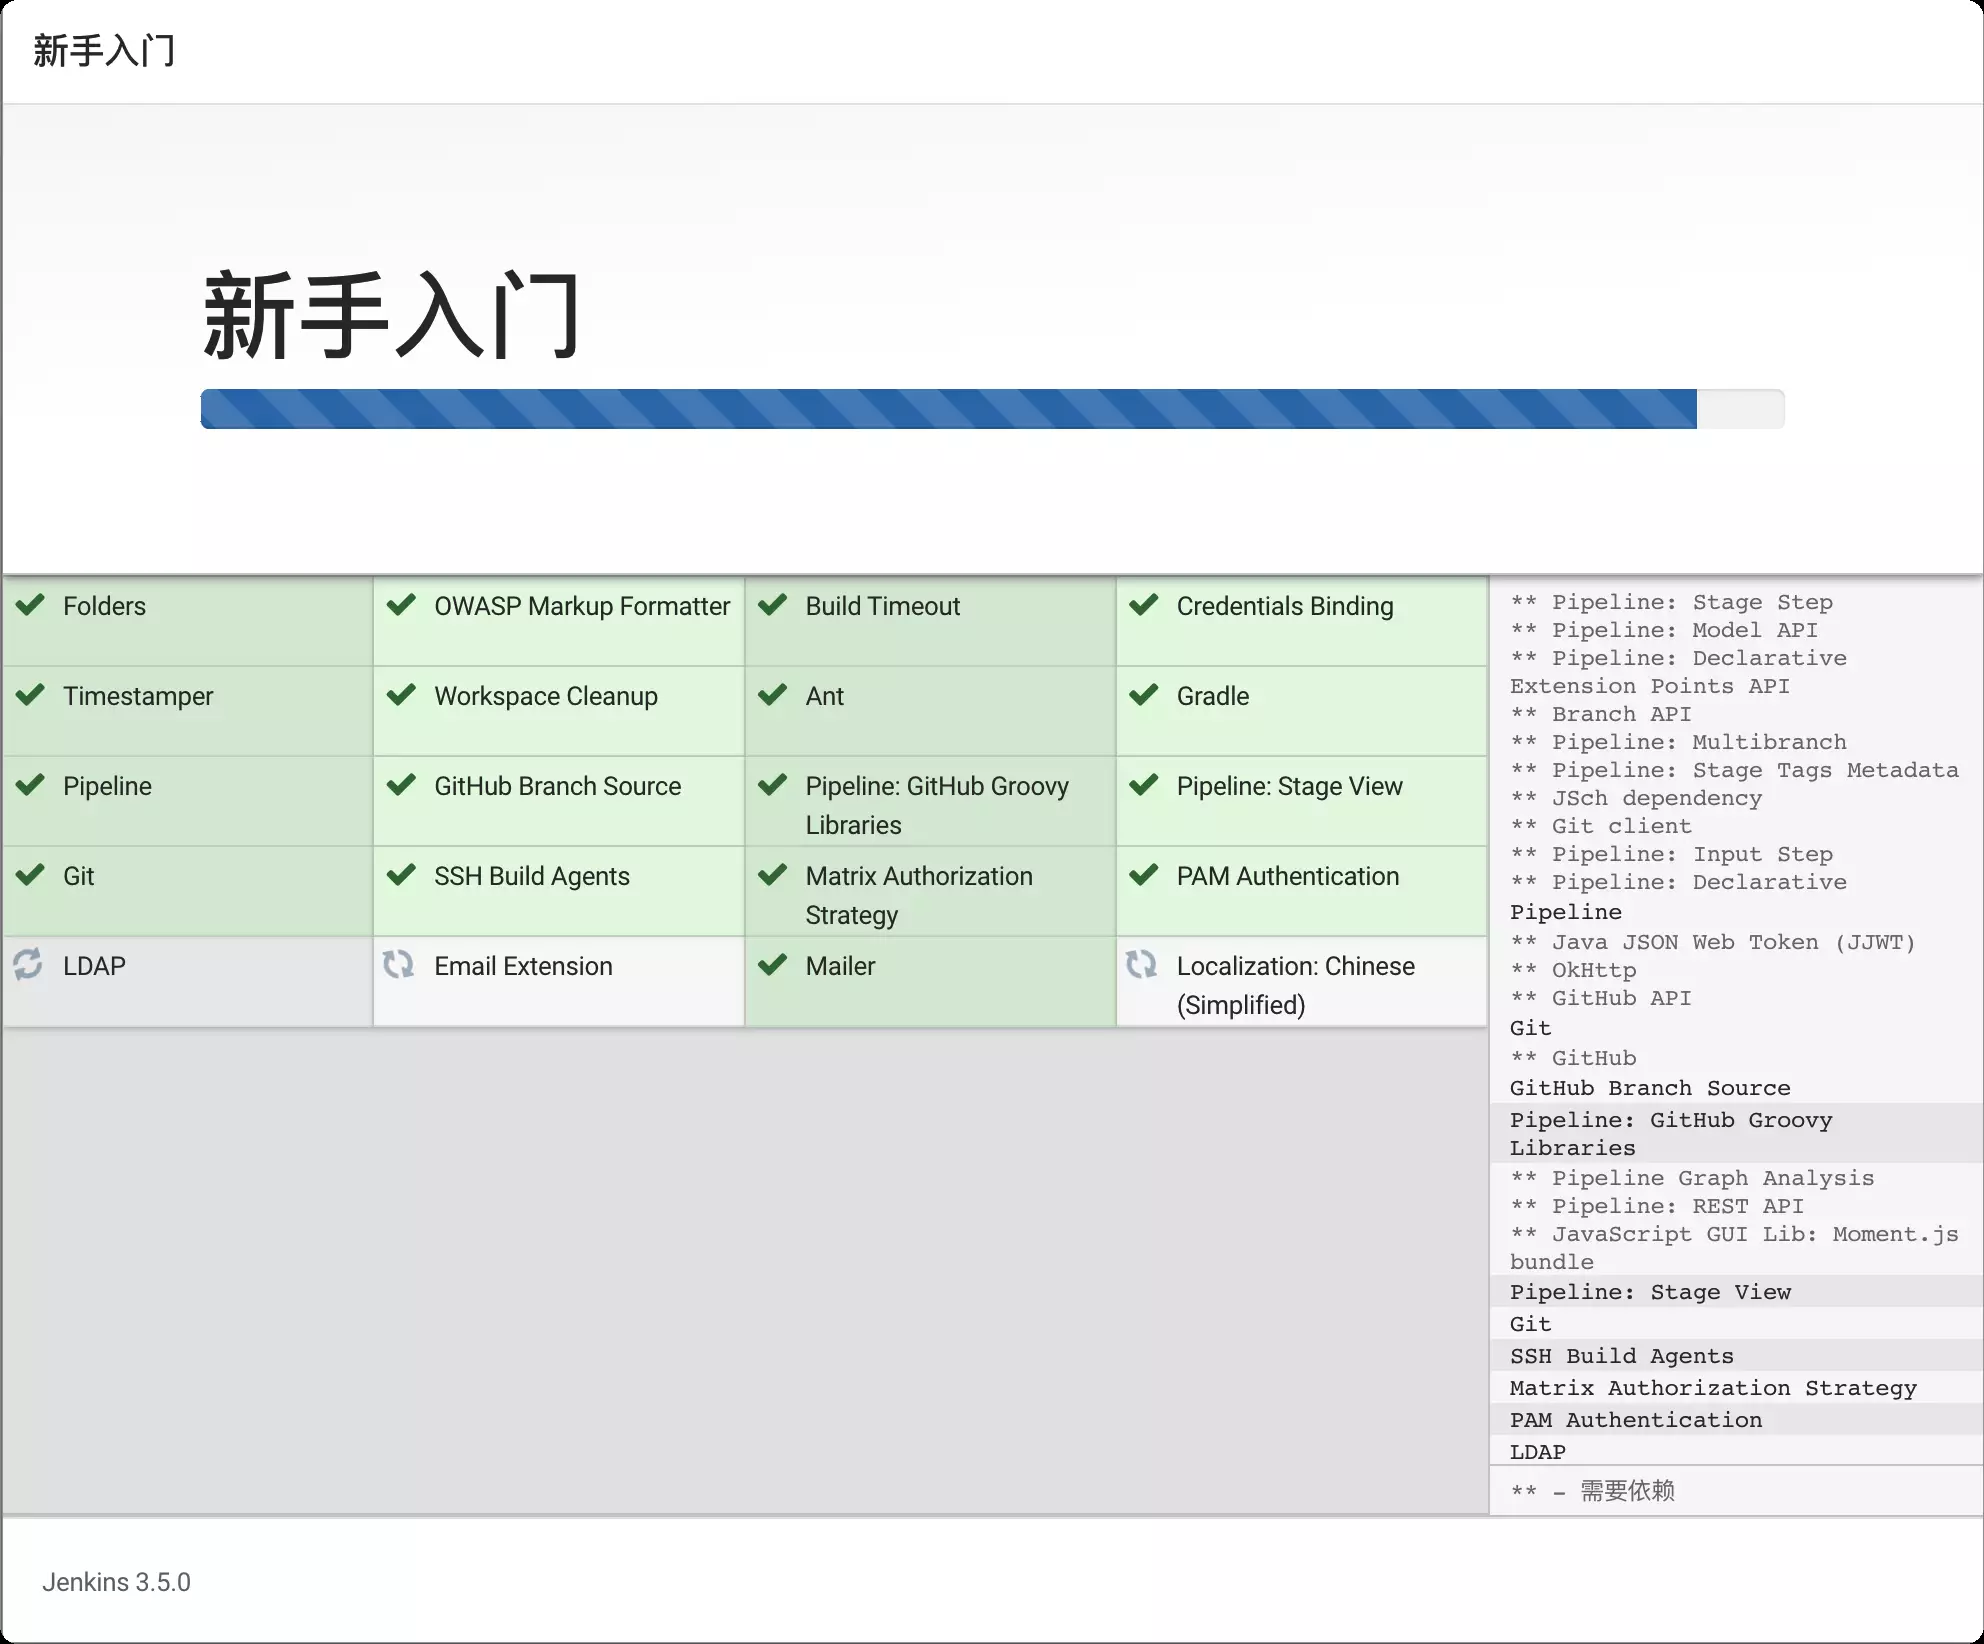 新手入门
新手入门
Folders
OWASP Markup Formatter
Build Timeout
Credentials Binding
Timestamper
Workspace Cleanup
Ant
Gradle
Pipeline
GitHub Branch Source
Pipeline: GitHub Groovy
Libraries
Pipeline: Stage View
Git
SSH Build Agents
Matrix Authorization
Strategy
PAM Authentication
LDAP
Email Extension
Mailer
Localization: Chinese
(Simplified)
** Pipeline: Stage Step
** Pipeline: Model API
** Pipeline: Declarative
Extension Points API
** Branch API
** Pipeline: Multibranch
** Pipeline: Stage Tags Metadata
** JSch dependency
** Git client
** Pipeline: Input Step
** Pipeline: Declarative
Pipeline
** Java JSON Web Token (JJWT)
** OkHttp
** GitHub API
Git
** GitHub
GitHub Branch Source
Pipeline: GitHub Groovy
Libraries
** Pipeline Graph Analysis
** Pipeline: REST API
** JavaScript GUI Lib: Moment.js
bundle
Pipeline: Stage View
Git
SSH Build Agents
Matrix Authorization Strategy
PAM Authentication
LDAP
** - 需要依赖
Jenkins 3.5.0